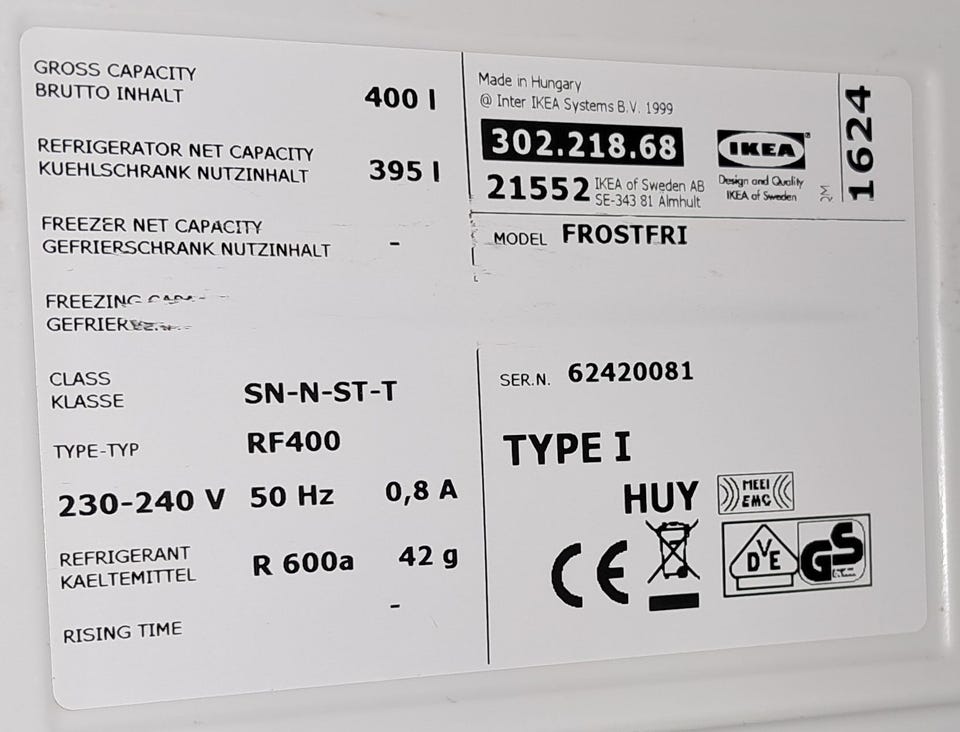 GROSS CAPACITY
BRUTTO INHALT
400 l
REFRIGERATOR NET CAPACITY
KUEHLSCHRANK NUTZINHALT
395 l
FREEZER NET CAPACITY
GEFRIERSCHRANK NUTZINHALT
-
FREEZING
CLASS
KLASSE
SN-N-ST-T
TYPE-TYP
RF400
230-240 V 50 Hz 0,8 A
REFRIGERANT
KAELTEMITTEL
R 600a 42 g
RISING TIME
-
Made in Hungary
@ Inter IKEA Systems B.V. 1999
302.218.68
21552
IKEA of Sweden AB
SE-343 81 Älmhult
IKEA
Design and Quality
IKEA of Sweden
1624
MODEL FROSTFRI
SER.N. 62420081
TYPE I
HUY
MEEI
EMC
CE
DVE
GS